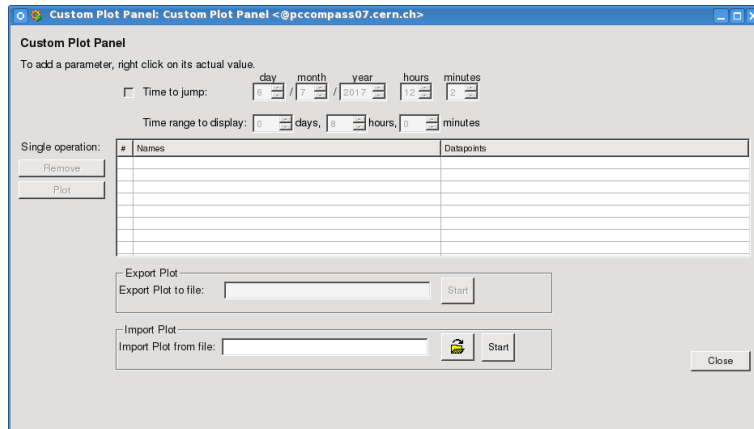 Custom Plot Panel: Custom Plot Panel <@pccompass07.cern.ch>
Custom Plot Panel
To add a parameter, right click on its actual value.
day month year hours minutes
Time to jump: 6 / 7 / 2017 12 2
Time range to display: 0 days, 8 hours, 0 minutes
Single operation:
# Names Datapoints
Remove
Plot
Export Plot
Export Plot to file: Start
Import Plot
Import Plot from file: Start
Close